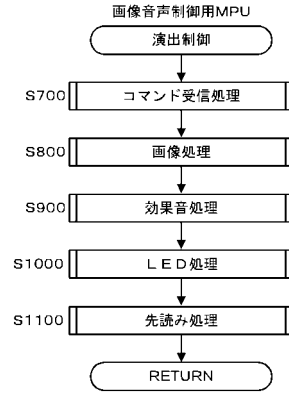 画像音声制御用MPU
演出制御
S700 コマンド受信処理
S800 画像処理
S900 効果音処理
S1000 ＬＥＤ処理
S1100 先読み処理
RETURN